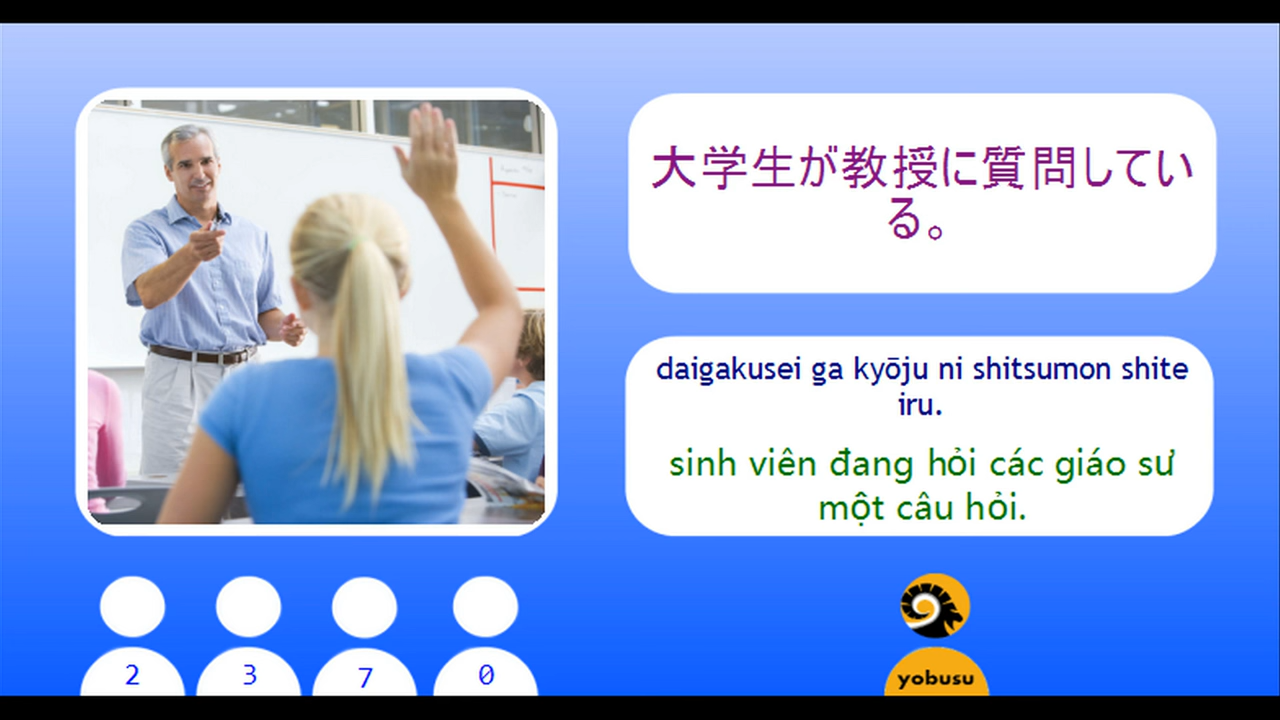 大学生が教授に質問してい
る。
daigakusei ga kyōju ni shitsumon shite
iru.
sinh viên đang hỏi các giáo sư
một câu hỏi.
2 3 7 0
yobusu